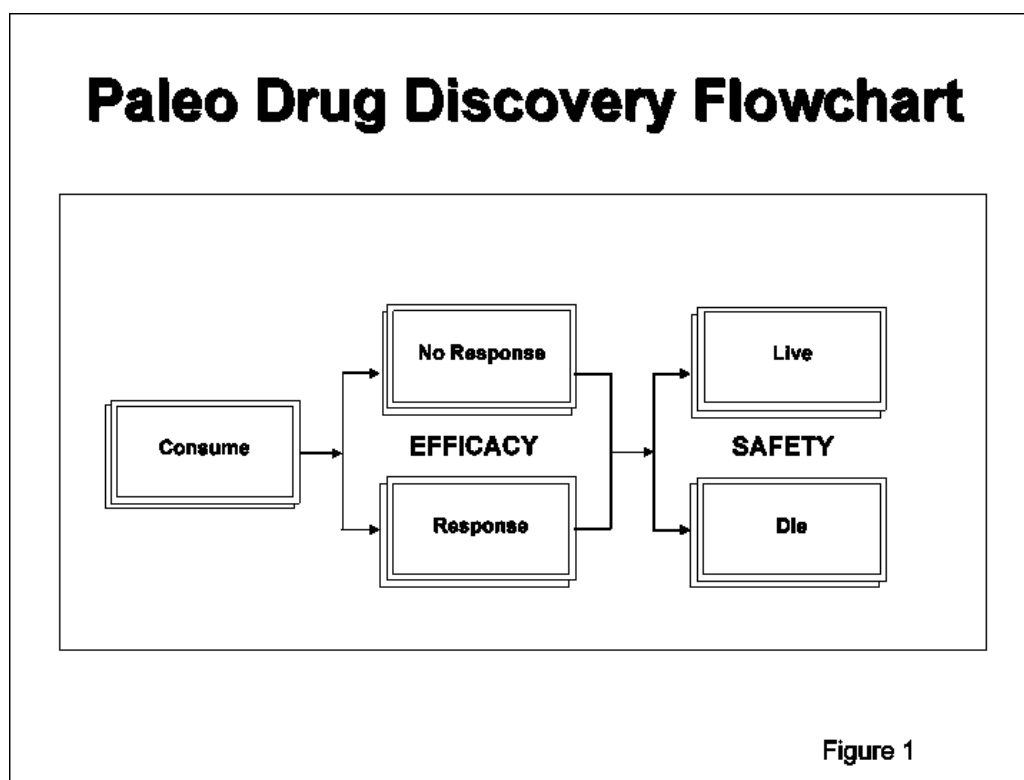 Paleo Drug Discovery Flowchart
Consume
No Response
EFFICACY
Response
Live
SAFETY
Die
Figure 1